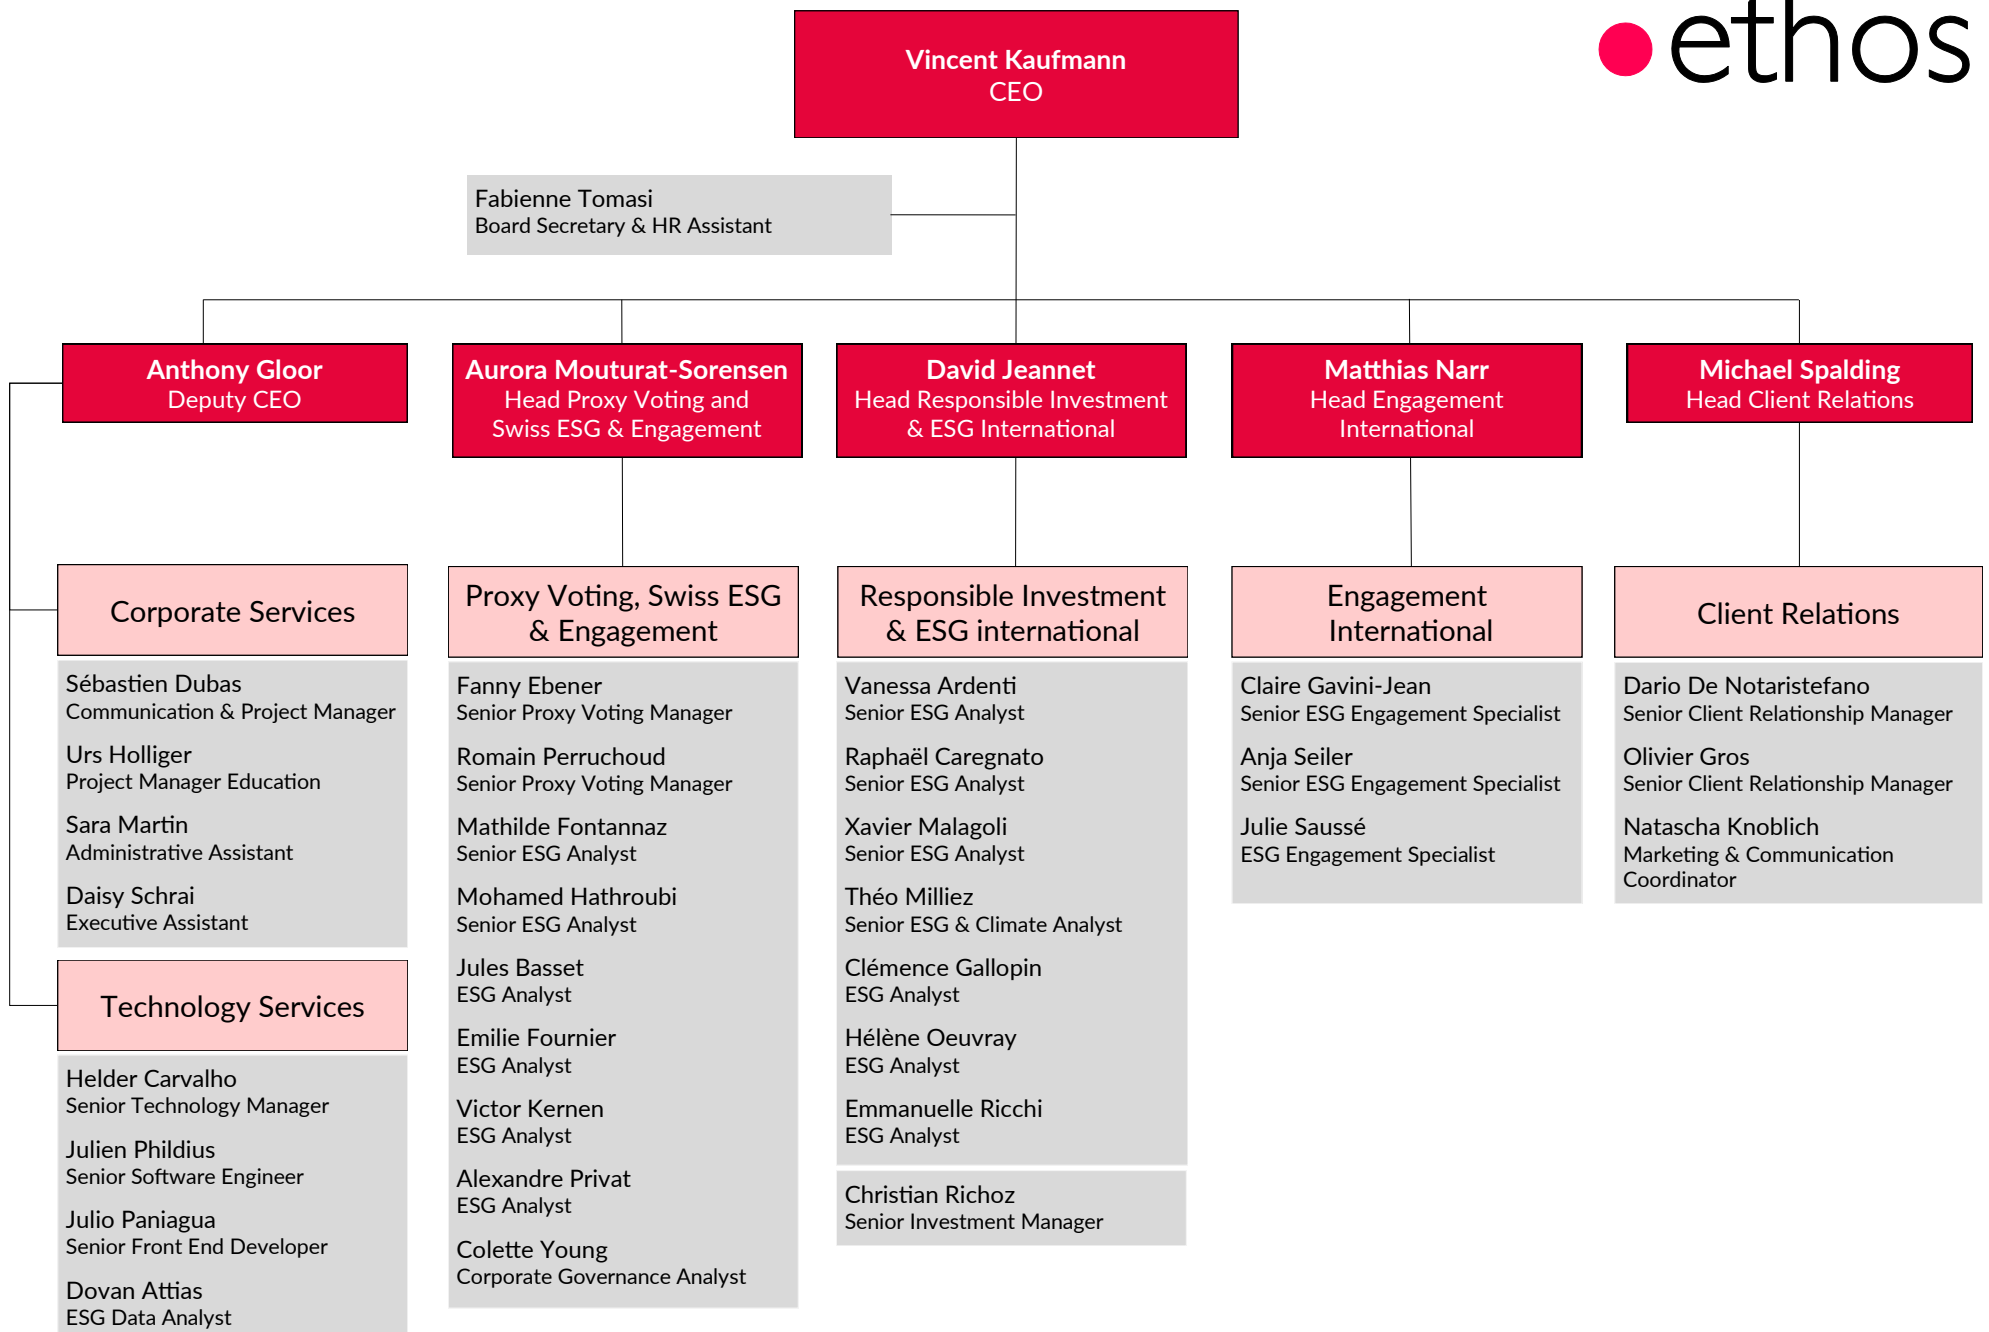 ethos
Vincent Kaufmann
CEO
Fabienne Tomasi
Board Secretary & HR Assistant
Anthony Gloor
Deputy CEO
Aurora Mouturat-Sorensen
Head Proxy Voting and
Swiss ESG & Engagement
David Jeannet
Head Responsible Investment
& ESG International
Matthias Narr
Head Engagement
International
Michael Spalding
Head Client Relations
Corporate Services
Sébastien Dubas
Communication & Project Manager
Urs Holliger
Project Manager Education
Sara Martin
Administrative Assistant
Daisy Schrai
Executive Assistant
Technology Services
Helder Carvalho
Senior Technology Manager
Julien Phildius
Senior Software Engineer
Julio Paniagua
Senior Front End Developer
Dovan Attias
ESG Data Analyst
Proxy Voting, Swiss ESG
& Engagement
Fanny Ebener
Senior Proxy Voting Manager
Romain Perruchoud
Senior Proxy Voting Manager
Mathilde Fontannaz
Senior ESG Analyst
Mohamed Hathroubi
Senior ESG Analyst
Jules Basset
ESG Analyst
Emilie Fournier
ESG Analyst
Victor Kernen
ESG Analyst
Alexandre Privat
ESG Analyst
Colette Young
Corporate Governance Analyst
Responsible Investment
& ESG international
Vanessa Ardenti
Senior ESG Analyst
Raphaël Caregnato
Senior ESG Analyst
Xavier Malagoli
Senior ESG Analyst
Théo Milliez
Senior ESG & Climate Analyst
Clémence Gallopin
ESG Analyst
Hélène Oeuvray
ESG Analyst
Emmanuelle Ricchi
ESG Analyst
Christian Richoz
Senior Investment Manager
Engagement
International
Claire Gavini-Jean
Senior ESG Engagement Specialist
Anja Seiler
Senior ESG Engagement Specialist
Julie Saussé
ESG Engagement Specialist
Client Relations
Dario De Notaristefano
Senior Client Relationship Manager
Olivier Gros
Senior Client Relationship Manager
Natascha Knoblich
Marketing & Communication
Coordinator